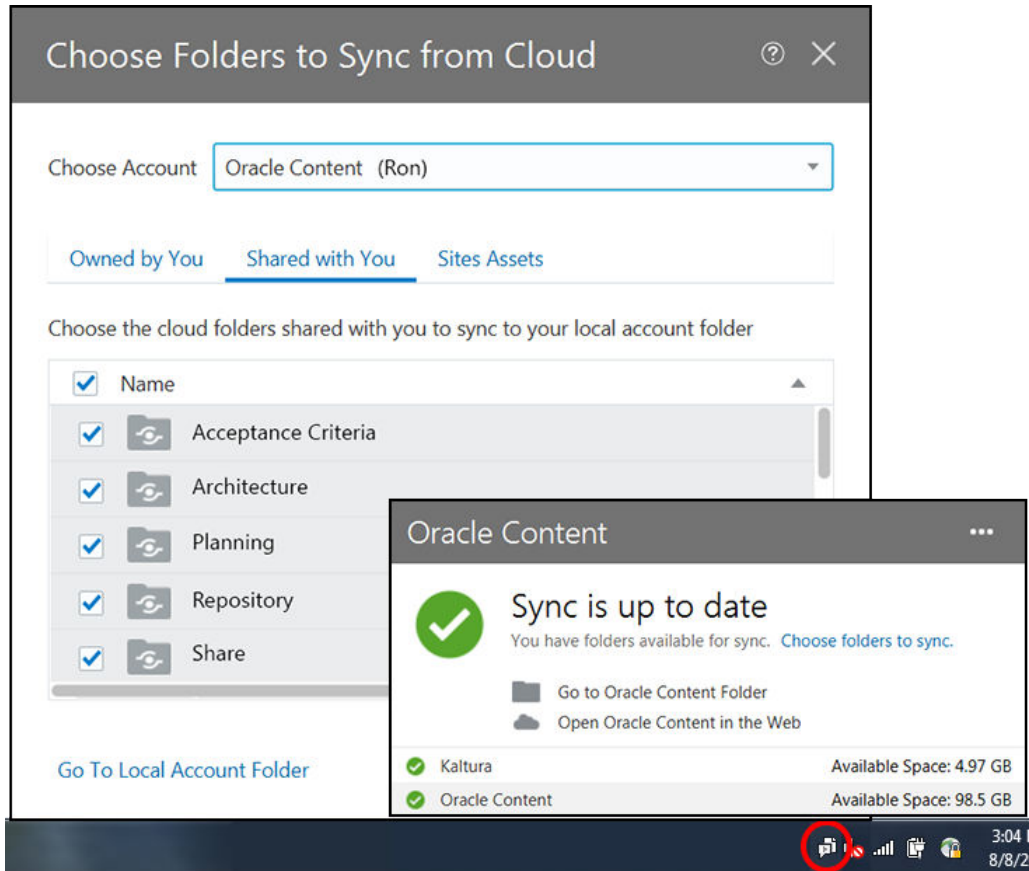 Choose Folders to Sync from Cloud
Choose Account Oracle Content (Ron)
Owned by You Shared with You Sites Assets
Choose the cloud folders shared with you to sync to your local account folder
Name
Acceptance Criteria
Architecture
Planning
Repository
Share
Go To Local Account Folder
Oracle Content
Sync is up to date
You have folders available for sync. Choose folders to sync.
Go to Oracle Content Folder
Open Oracle Content in the Web
Kaltura Available Space: 4.97 GB
Oracle Content Available Space: 98.5 GB
3:04
8/8/2